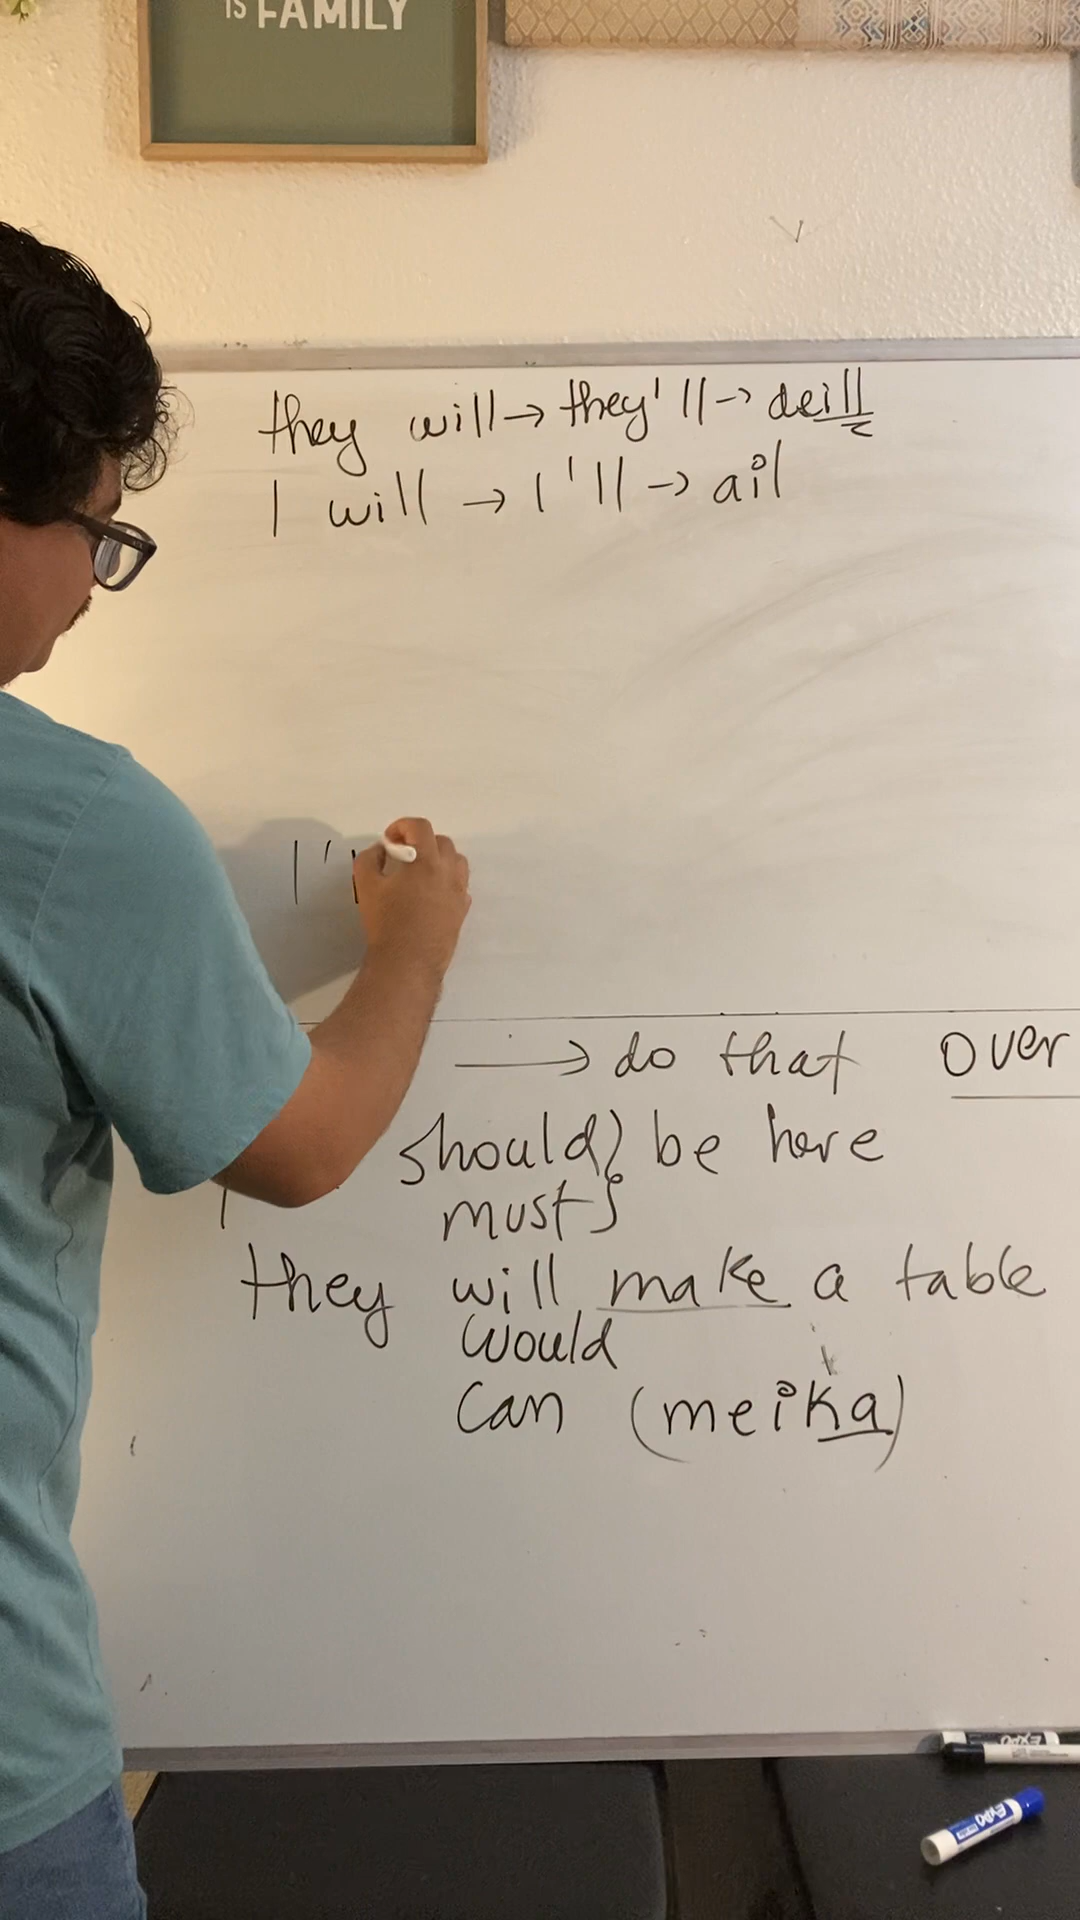 IS FAMILY
they will → they'll → deill
I will → I'll → ail
I'
→ do that over
should } be here
must }
they will make a table
would
can (meika)
EXPO
EXPO